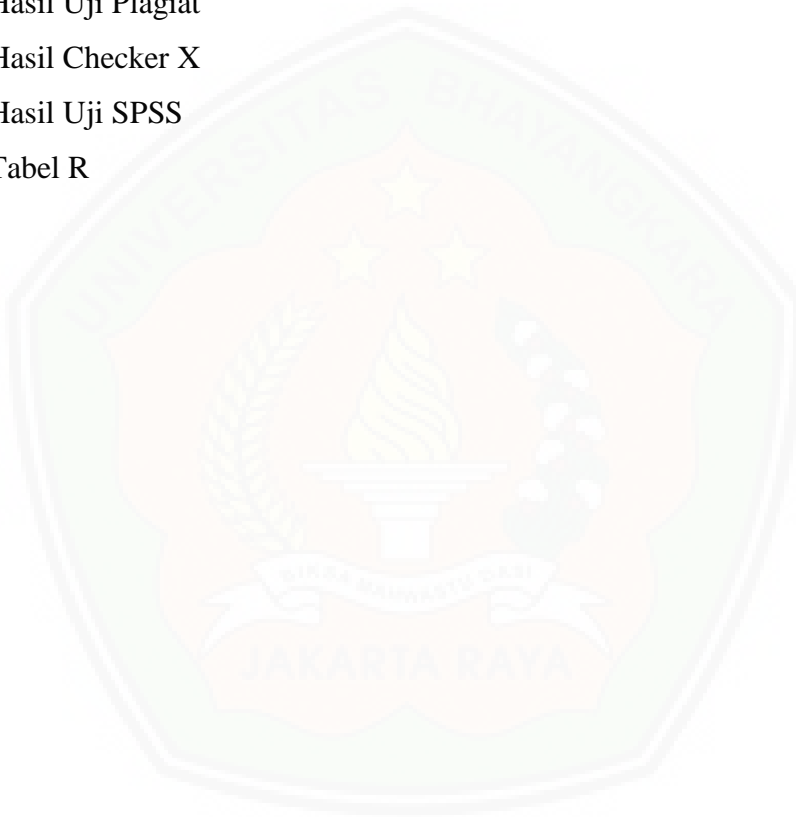 Hasil Uji Plagiat
Hasil Checker X
Hasil Uji SPSS
Tabel R
UNIVERSITAS BHAYANGKARA
JAKARTA RAYA